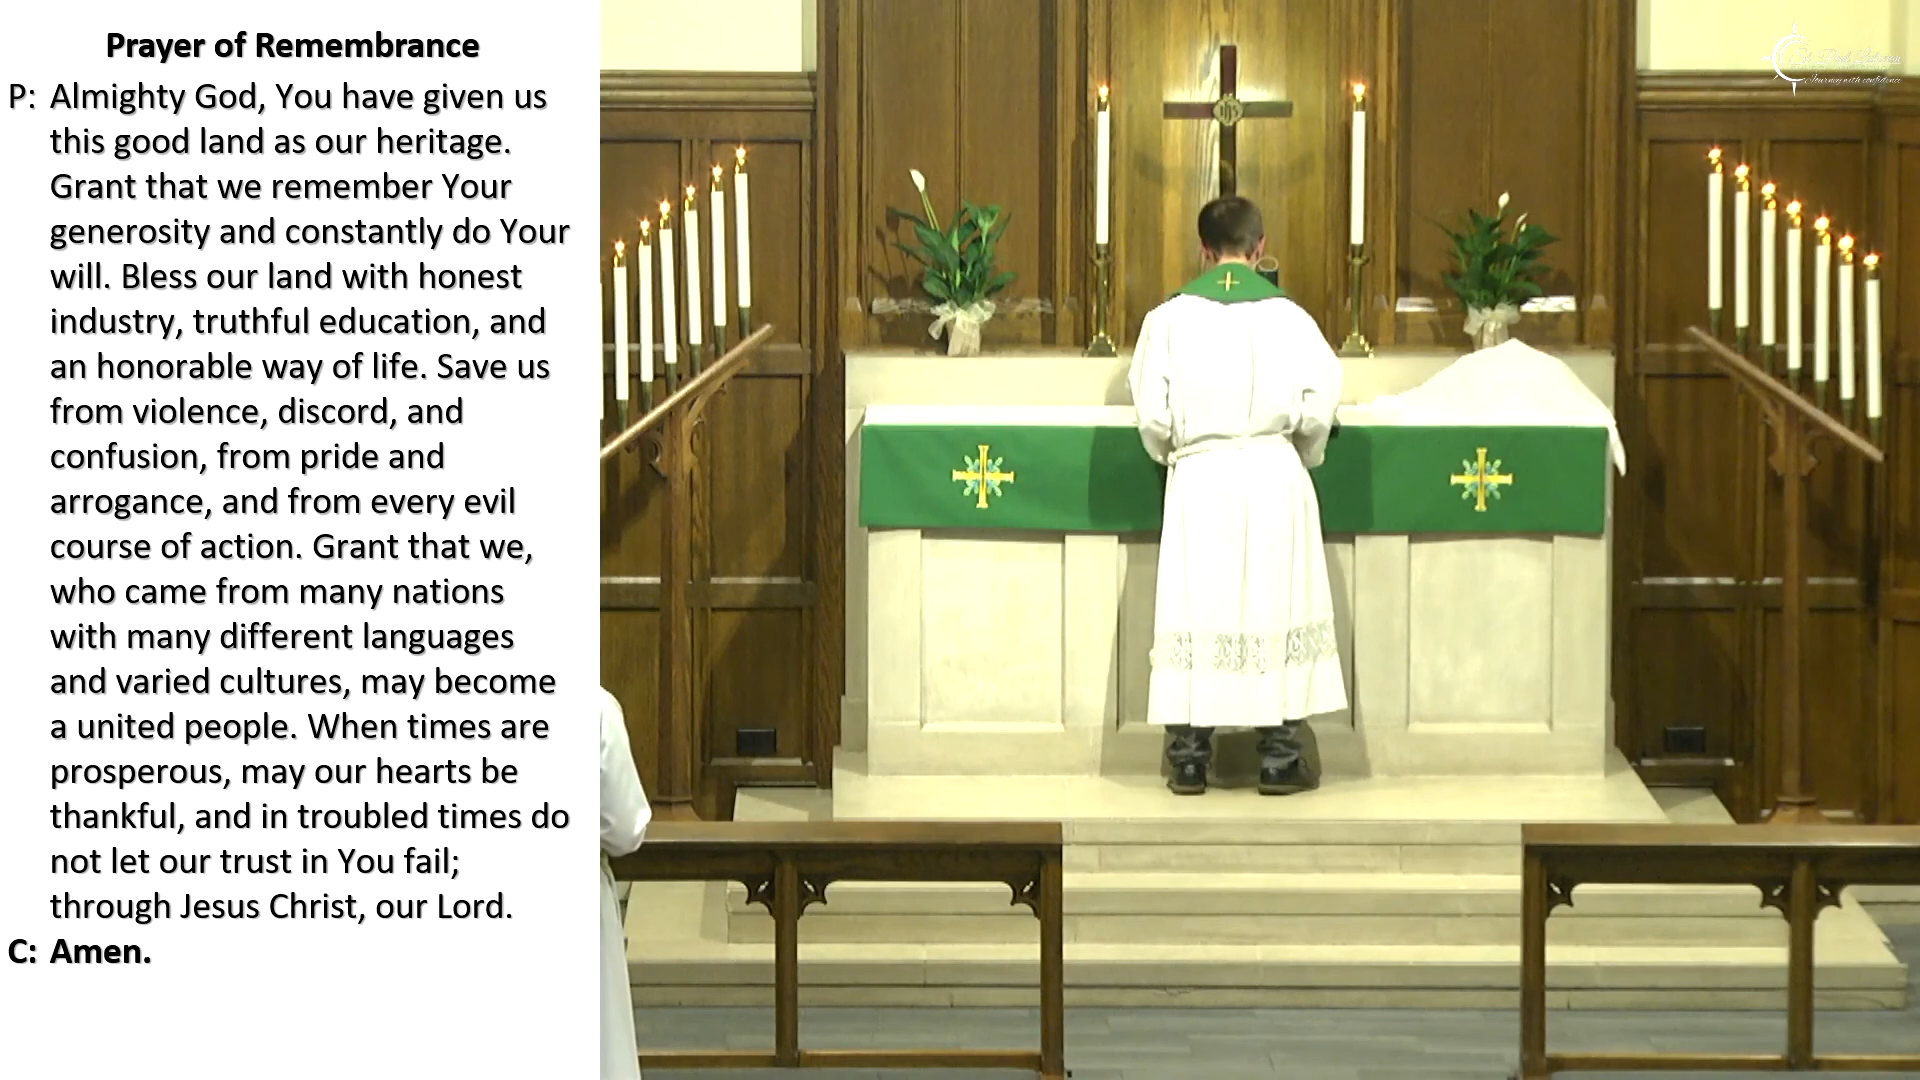 Prayer of Remembrance
P: Almighty God, You have given us
this good land as our heritage.
Grant that we remember Your
generosity and constantly do Your
will. Bless our land with honest
industry, truthful education, and
an honorable way of life. Save us
from violence, discord, and
confusion, from pride and
arrogance, and from every evil
course of action. Grant that we,
who came from many nations
with many different languages
and varied cultures, may become
a united people. When times are
prosperous, may our hearts be
thankful, and in troubled times do
not let our trust in You fail;
through Jesus Christ, our Lord.
C: Amen.
IHS
Journey with confidence